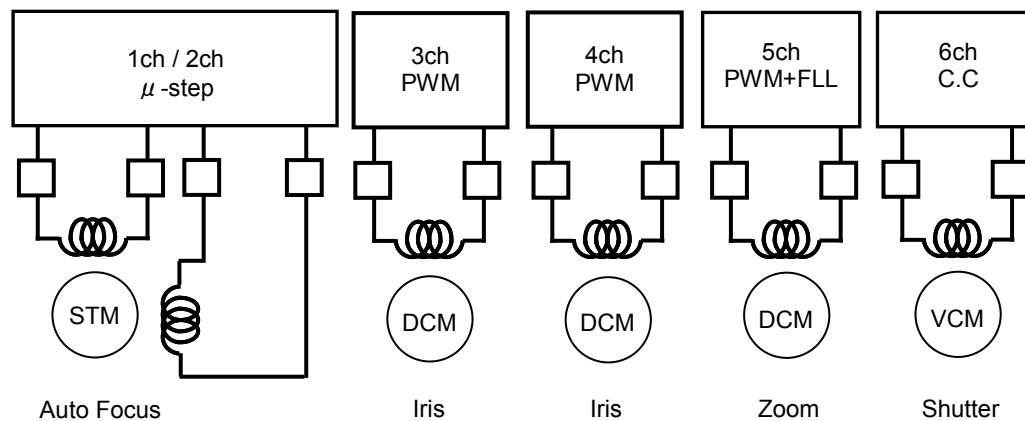 1ch / 2ch
μ -step
3ch
PWM
4ch
PWM
5ch
PWM+FLL
6ch
C.C
STM
DCM
DCM
DCM
VCM
Auto Focus
Iris
Iris
Zoom
Shutter